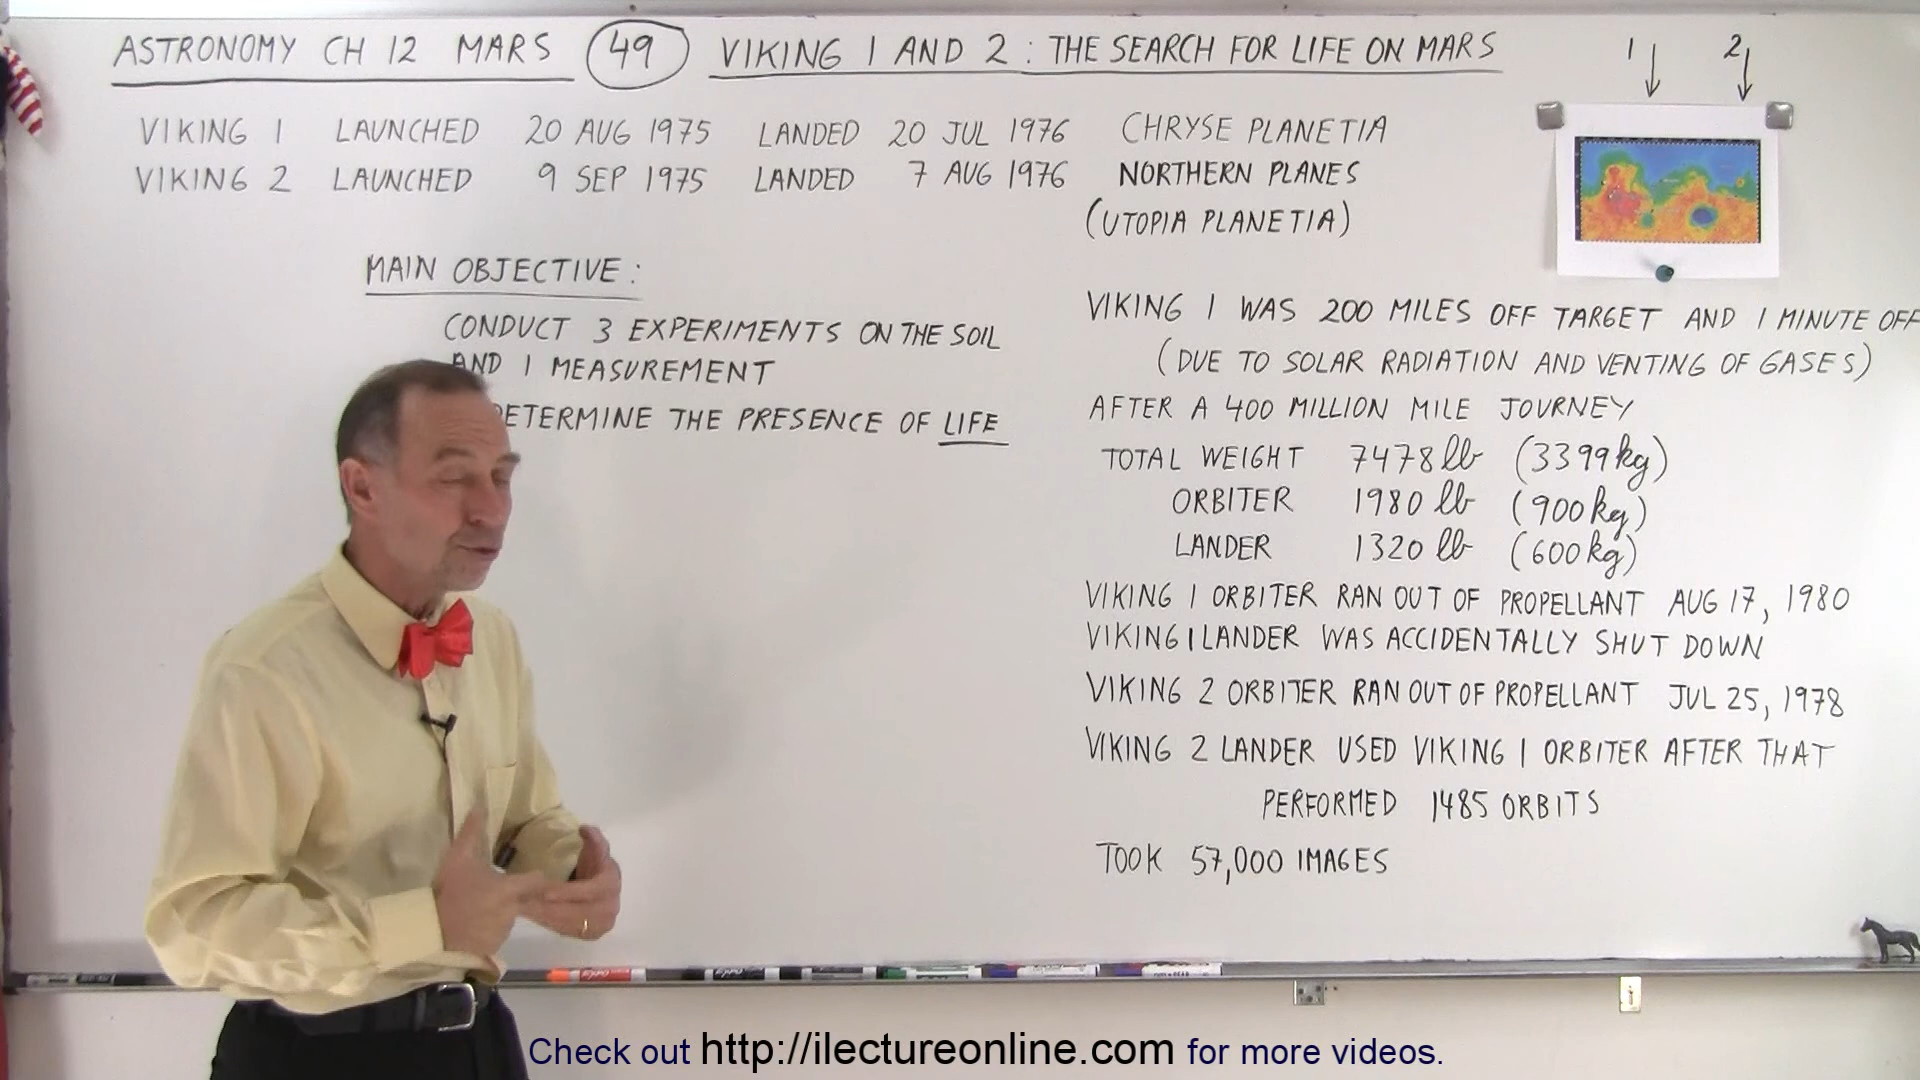 ASTRONOMY CH 12 MARS 49 VIKING 1 AND 2 : THE SEARCH FOR LIFE ON MARS
1 2
VIKING 1 LAUNCHED 20 AUG 1975 LANDED 20 JUL 1976 CHRYSE PLANETIA
VIKING 2 LAUNCHED 9 SEP 1975 LANDED 7 AUG 1976 NORTHERN PLANES
(UTOPIA PLANETIA)
MAIN OBJECTIVE:
CONDUCT 3 EXPERIMENTS ON THE SOIL
AND 1 MEASUREMENT
DETERMINE THE PRESENCE OF LIFE
VIKING 1 WAS 200 MILES OFF TARGET AND 1 MINUTE OFF
(DUE TO SOLAR RADIATION AND VENTING OF GASES)
AFTER A 400 MILLION MILE JOURNEY
TOTAL WEIGHT 7478 lb (3399 kg)
ORBITER 1980 lb (900 kg)
LANDER 1320 lb (600 kg)
VIKING 1 ORBITER RAN OUT OF PROPELLANT AUG 17, 1980
VIKING 1 LANDER WAS ACCIDENTALLY SHUT DOWN
VIKING 2 ORBITER RAN OUT OF PROPELLANT JUL 25, 1978
VIKING 2 LANDER USED VIKING 1 ORBITER AFTER THAT
PERFORMED 1485 ORBITS
TOOK 57,000 IMAGES
Check out http://ilectureonline.com for more videos.